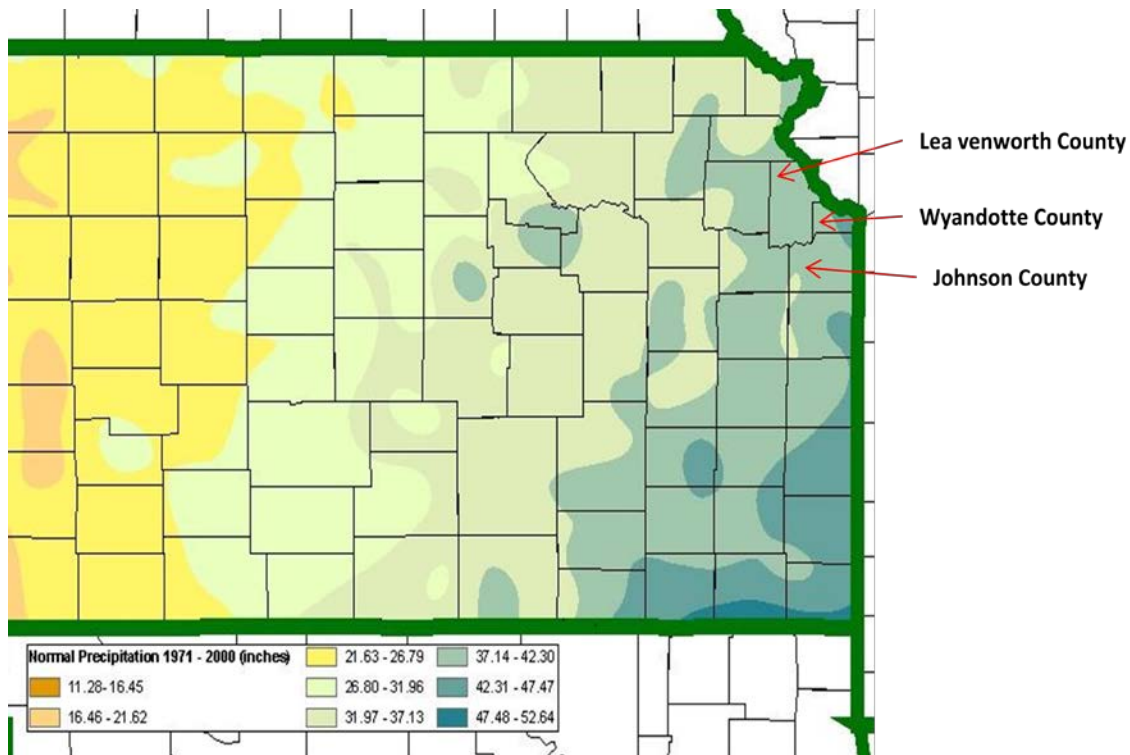 Lea venworth County
Wyandotte County
Johnson County
Normal Precipitation 1971 - 2000 (inches)
11.28-16.45
16.46 - 21.62
21.63 - 26.79
26.80 - 31.96
31.97 - 37.13
37.14 - 42.30
42.31 - 47.47
47.48 - 52.64